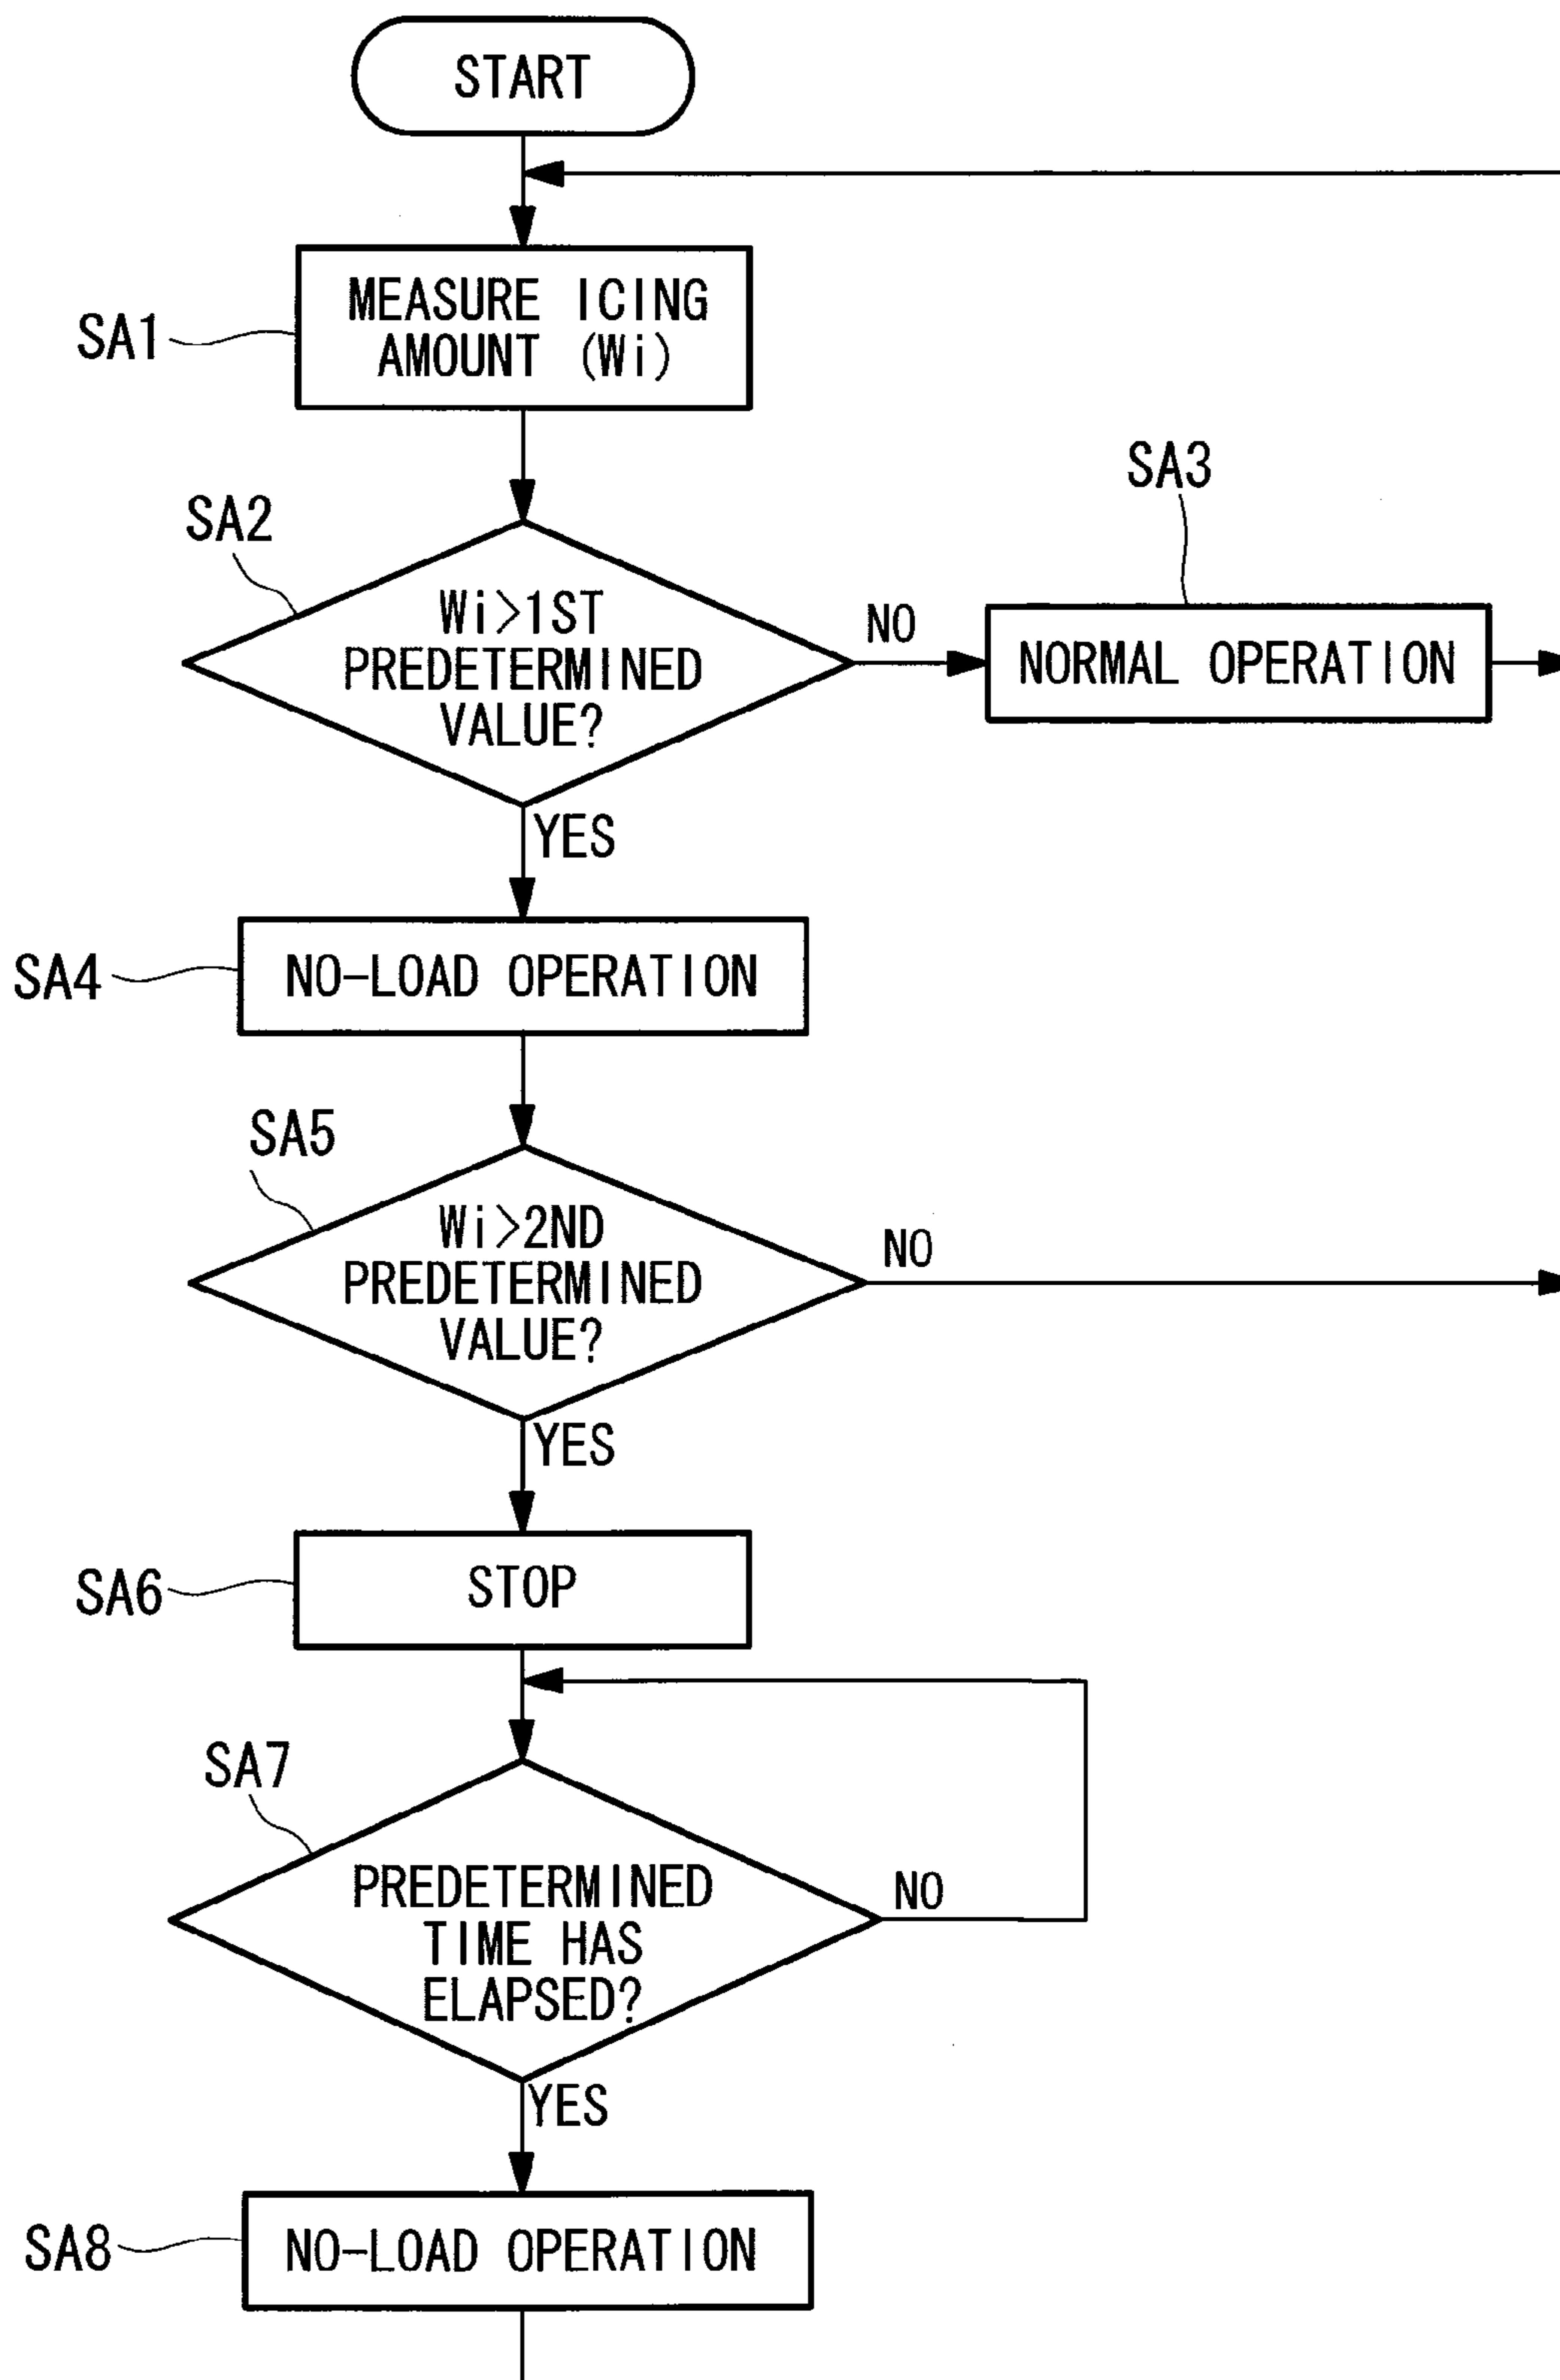 START
MEASURE ICING
AMOUNT (Wi)
SA1
SA2
Wi>1ST
PREDETERMINED
VALUE?
NO
SA3
NORMAL OPERATION
YES
SA4
NO-LOAD OPERATION
SA5
Wi>2ND
PREDETERMINED
VALUE?
NO
YES
SA6
STOP
SA7
PREDETERMINED
TIME HAS
ELAPSED?
NO
YES
SA8
NO-LOAD OPERATION